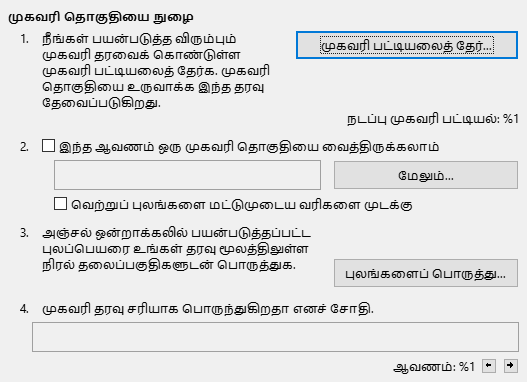 முகவரி தொகுதியை நுழை
1. நீங்கள் பயன்படுத்த விரும்பும்
முகவரி தரவைக் கொண்டுள்ள
முகவரி பட்டியலைத் தேர்க. முகவரி
தொகுதியை உருவாக்க இந்த தரவு
தேவைப்படுகிறது.
முகவரி பட்டியலைத் தேர்...
நடப்பு முகவரி பட்டியல்: %1
2. இந்த ஆவணம் ஒரு முகவரி தொகுதியை வைத்திருக்கலாம்
மேலும்...
வெற்றுப் புலங்களை மட்டுமுடைய வரிகளை முடக்கு
3. அஞ்சல் ஒன்றாக்கலில் பயன்படுத்தப்பட்ட
புலப்பெயரை உங்கள் தரவு மூலத்திலுள்ள
நிரல் தலைப்பகுதிகளுடன் பொருத்துக.
புலங்களைப் பொருத்து...
4. முகவரி தரவு சரியாக பொருந்துகிறதா எனச் சோதி.
ஆவணம்: %1